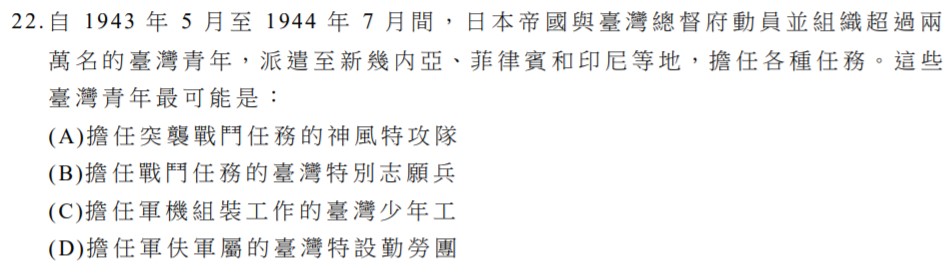 22.自 1943 年 5 月至 1944 年 7 月間，日本帝國與臺灣總督府動員並組織超過兩
萬名的臺灣青年，派遣至新幾內亞、菲律賓和印尼等地，擔任各種任務。這些
臺灣青年最可能是：
(A)擔任突襲戰鬥任務的神風特攻隊
(B)擔任戰鬥任務的臺灣特別志願兵
(C)擔任軍機組裝工作的臺灣少年工
(D)擔任軍伕軍屬的臺灣特設勤勞團